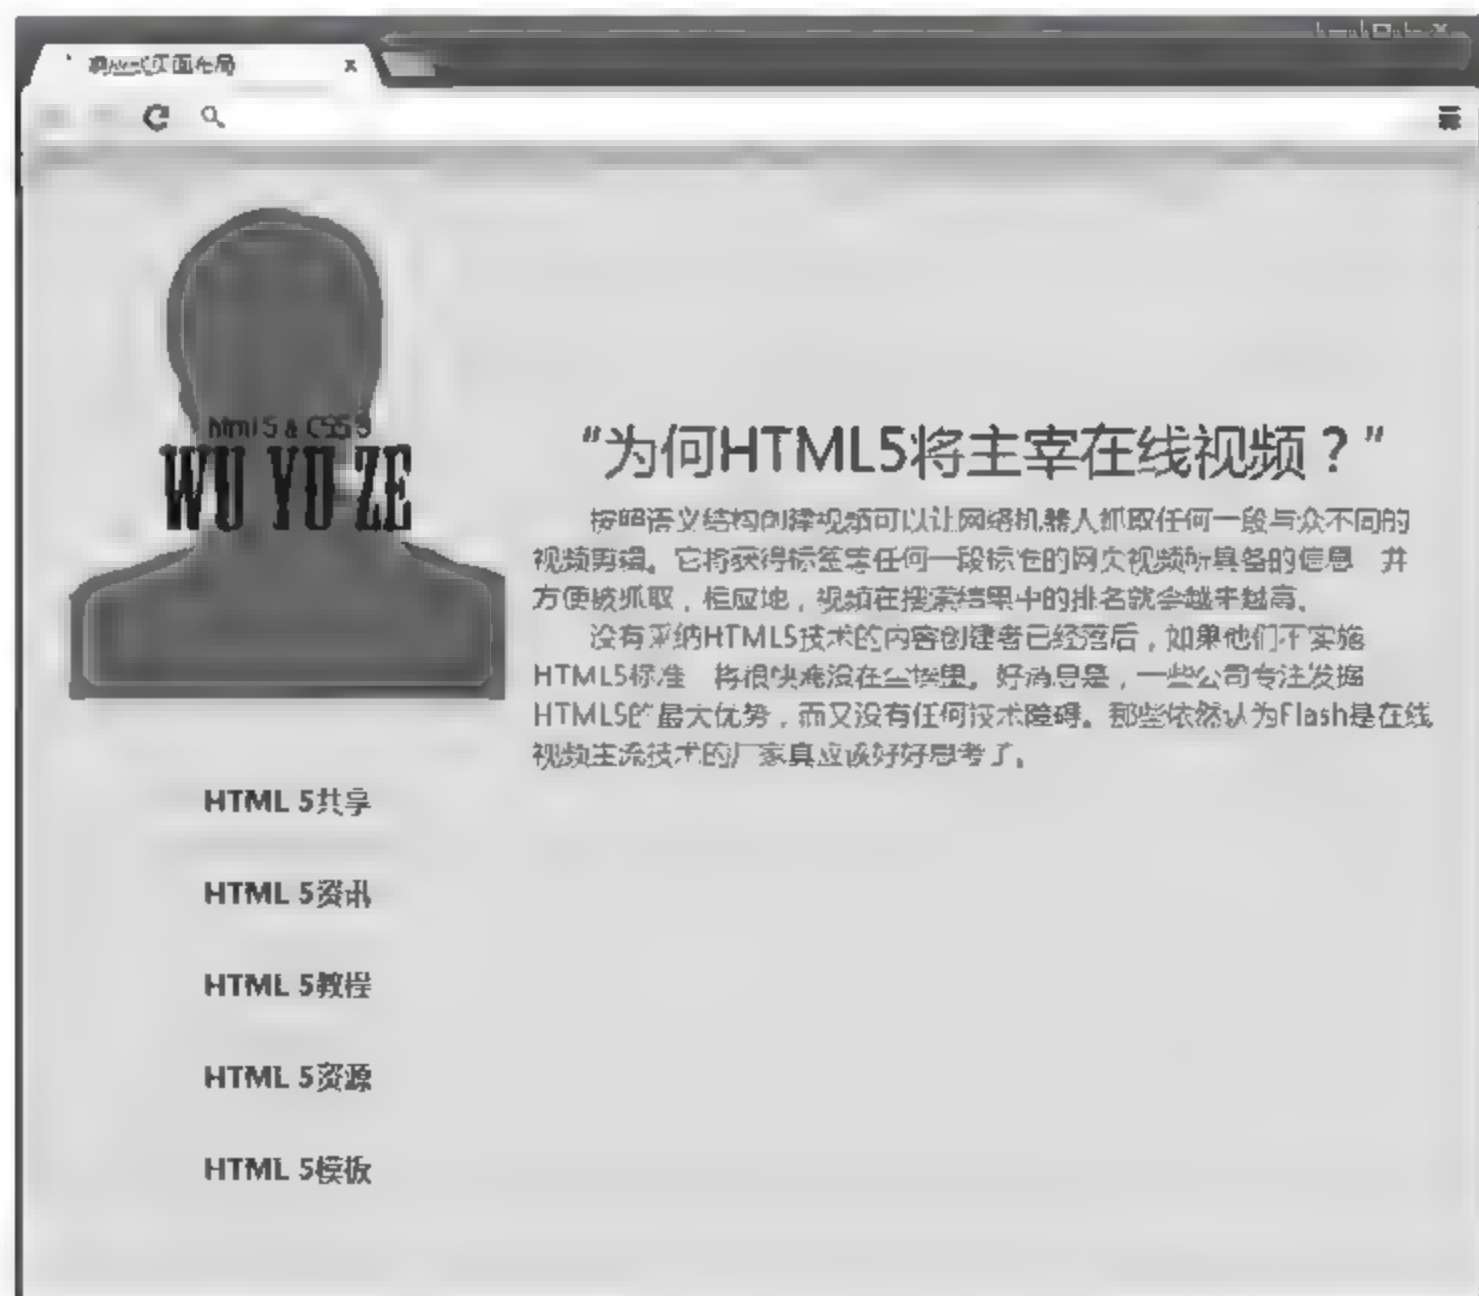 页面布局
html 5 & CSS 3
WU YU ZE
“为何HTML5将主宰在线视频？”
按照语义结构创建视频可以让网络机器人抓取任何一段与众不同的
视频剪辑。它将获得标签等任何一段标准的网页视频所具备的信息 并
方便被抓取，相应地，视频在搜索结果中的排名就会越来越高。
没有采纳HTML5技术的内容创建者已经落后，如果他们不实施
HTML5标准 将很快淹没在尘埃里。好消息是，一些公司专注发掘
HTML5的最大优势，而又没有任何技术障碍。那些依然认为Flash是在线
视频主流技术的厂家真应该好好思考了。
HTML 5共享
HTML 5资讯
HTML 5教程
HTML 5资源
HTML 5模板